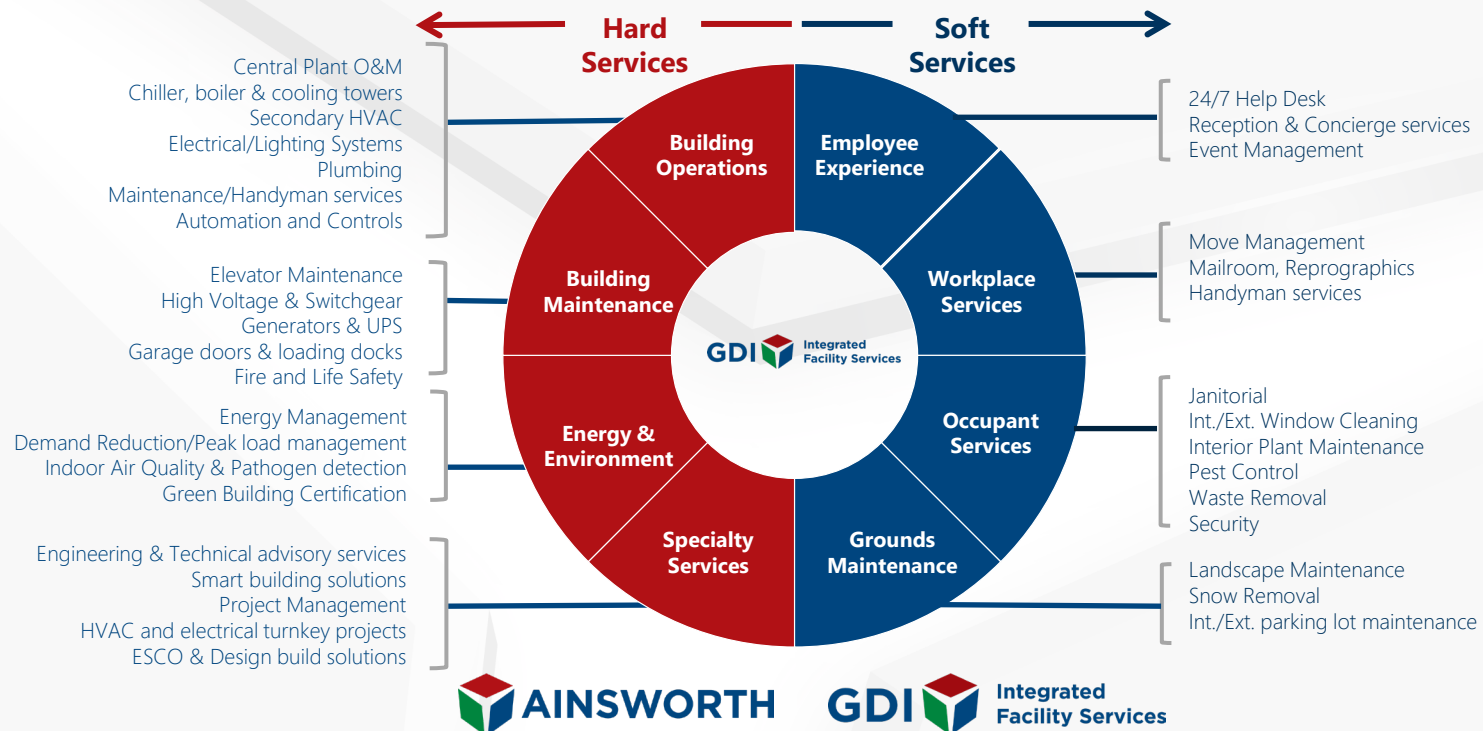 Hard
Services
Soft
Services
Central Plant O&M
Chiller, boiler & cooling towers
Secondary HVAC
Electrical/Lighting Systems
Plumbing
Maintenance/Handyman services
Automation and Controls
Elevator Maintenance
High Voltage & Switchgear
Generators & UPS
Garage doors & loading docks
Fire and Life Safety
Energy Management
Demand Reduction/Peak load management
Indoor Air Quality & Pathogen detection
Green Building Certification
Engineering & Technical advisory services
Smart building solutions
Project Management
HVAC and electrical turnkey projects
ESCO & Design build solutions
Building
Operations
Employee
Experience
Building
Maintenance
Workplace
Services
GDI Integrated
Facility Services
Energy &
Environment
Occupant
Services
Specialty
Services
Grounds
Maintenance
24/7 Help Desk
Reception & Concierge services
Event Management
Move Management
Mailroom, Reprographics
Handyman services
Janitorial
Int./Ext. Window Cleaning
Interior Plant Maintenance
Pest Control
Waste Removal
Security
Landscape Maintenance
Snow Removal
Int./Ext. parking lot maintenance
AINSWORTH
GDI Integrated
Facility Services